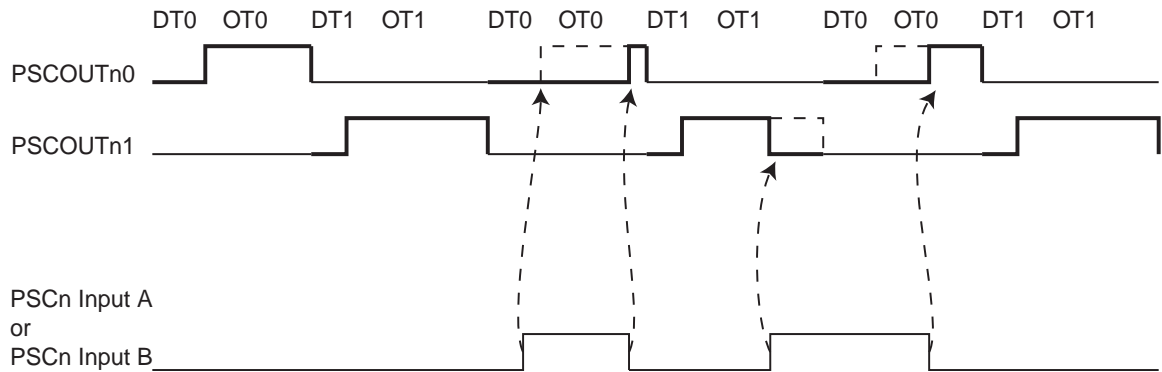 DT0 OT0 DT1 OT1 DT0 OT0 DT1 OT1 DT0 OT0 DT1 OT1
PSCOUTn0
PSCOUTn1
PSCn Input A
or
PSCn Input B